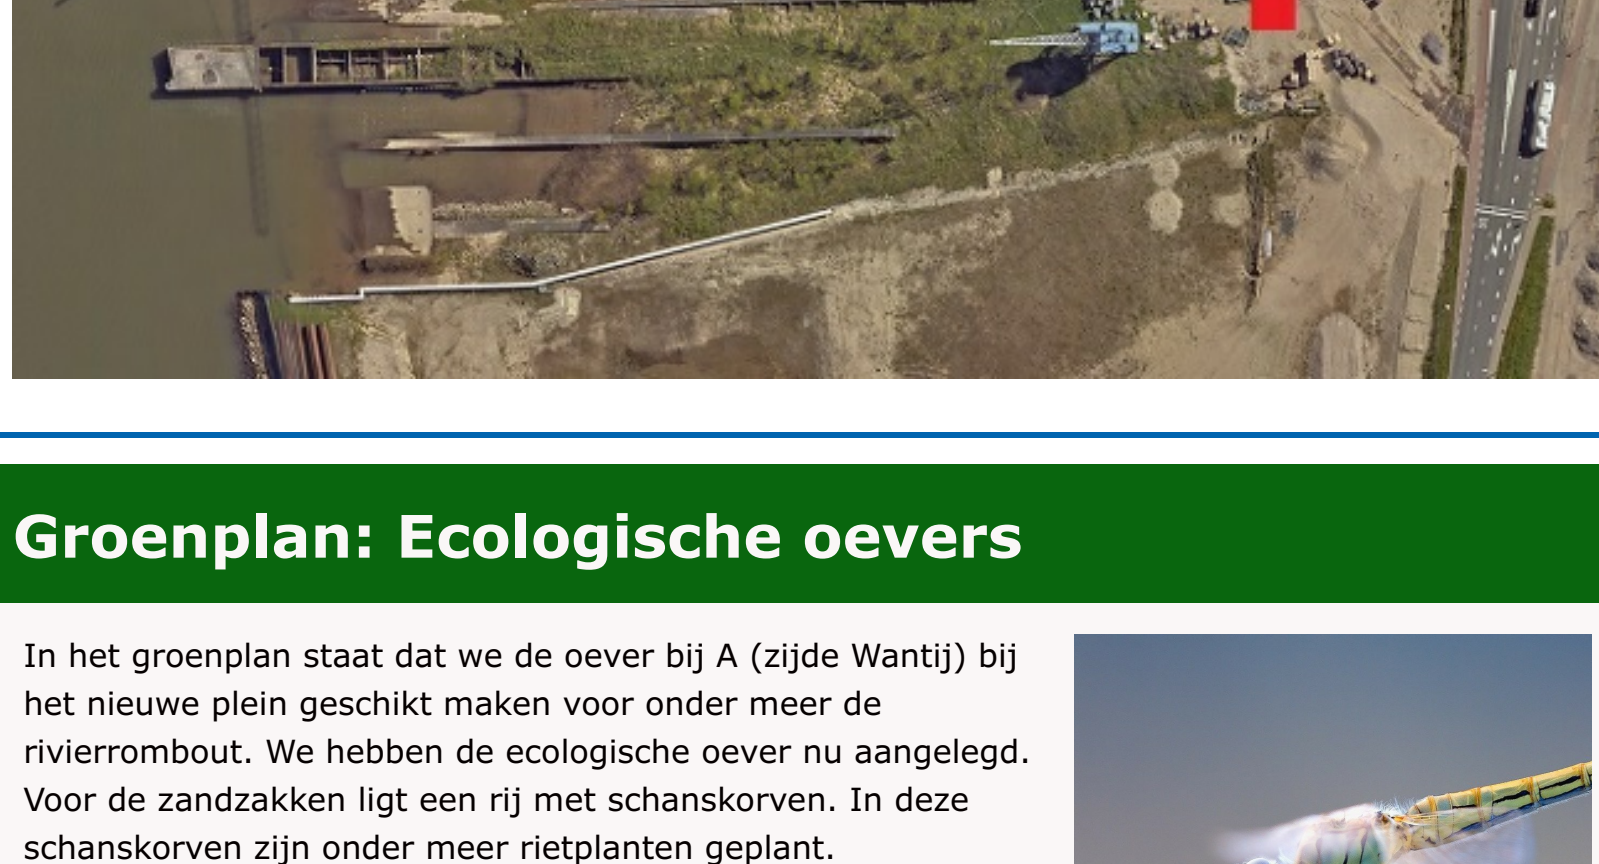 Groenplan: Ecologische oevers
In het groenplan staat dat we de oever bij A (zijde Wantij) bij
het nieuwe plein geschikt maken voor onder meer de
rivierrombout. We hebben de ecologische oever nu aangelegd.
Voor de zandzakken ligt een rij met schanskorven. In deze
schanskorven zijn onder meer rietplanten geplant.